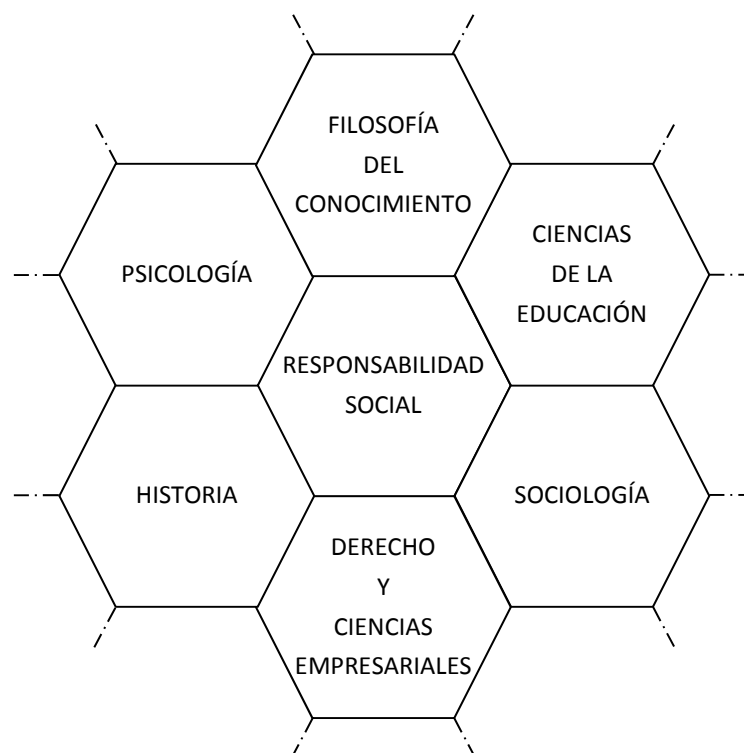 FILOSOFÍA
DEL
CONOCIMIENTO
PSICOLOGÍA
CIENCIAS
DE LA
EDUCACIÓN
RESPONSABILIDAD
SOCIAL
HISTORIA
SOCIOLOGÍA
DERECHO
Y
CIENCIAS
EMPRESARIALES